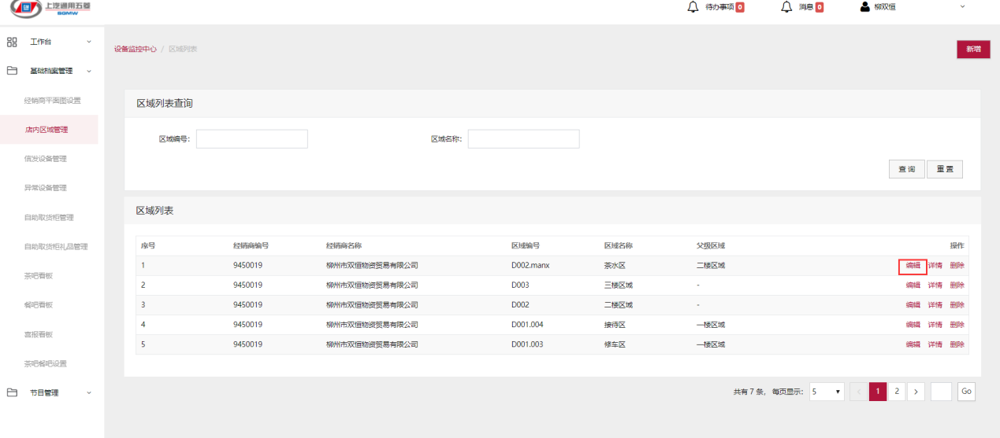 上汽通用五菱
SGMW
待办事项 0
消息 0
柳双恒
工作台
基础档案管理
经销商平面图设置
店内区域管理
信发设备管理
异常设备管理
自助取货柜管理
自助取货柜礼品管理
茶吧看板
餐吧看板
喜报看板
茶吧餐吧设置
节目管理
设备监控中心 / 区域列表
新增
区域列表查询
区域编号:
区域名称:
查询 重置
区域列表
序号 经销商编号 经销商名称 区域编号 区域名称 父级区域 操作
1 9450019 柳州市双恒物资贸易有限公司 D002.manx 茶水区 二楼区域 编辑 详情 删除
2 9450019 柳州市双恒物资贸易有限公司 D003 三楼区域 - 编辑 详情 删除
3 9450019 柳州市双恒物资贸易有限公司 D002 二楼区域 - 编辑 详情 删除
4 9450019 柳州市双恒物资贸易有限公司 D001.004 接待区 一楼区域 编辑 详情 删除
5 9450019 柳州市双恒物资贸易有限公司 D001.003 修车区 一楼区域 编辑 详情 删除
共有 7 条, 每页显示: 5 < 1 2 > Go